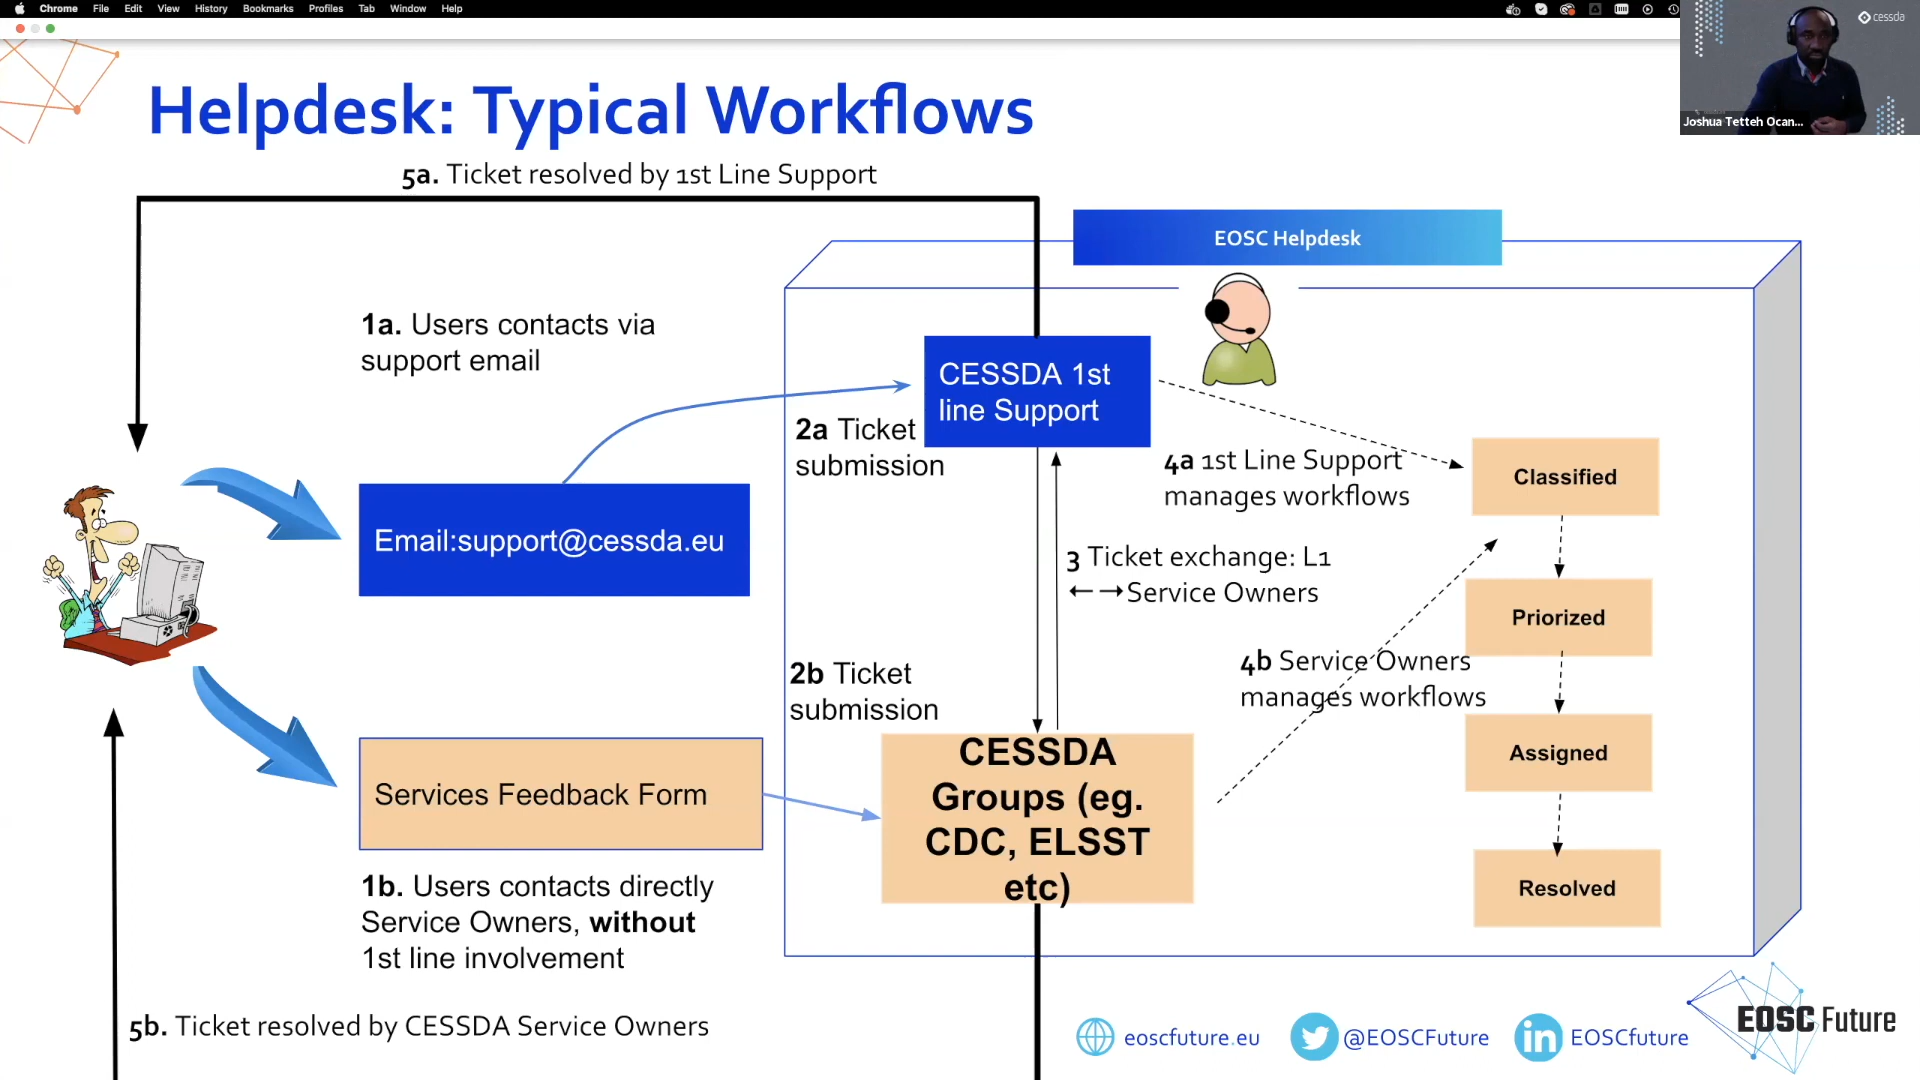 Chrome File Edit View History Bookmarks Profiles Tab Window Help
cessda
Joshua Tetteh Ocan...
Helpdesk: Typical Workflows
5a. Ticket resolved by 1st Line Support
EOSC Helpdesk
1a. Users contacts via
support email
CESSDA 1st
line Support
2a Ticket
submission
4a 1st Line Support
manages workflows
Classified
Email:support@cessda.eu
3 Ticket exchange: L1
←→Service Owners
Priorized
2b Ticket
submission
4b Service Owners
manages workflows
Assigned
Services Feedback Form
CESSDA
Groups (eg.
CDC, ELSST
etc)
Resolved
1b. Users contacts directly
Service Owners, without
1st line involvement
5b. Ticket resolved by CESSDA Service Owners
eoscfuture.eu @EOSCFuture in EOSCfuture
EOSC Future